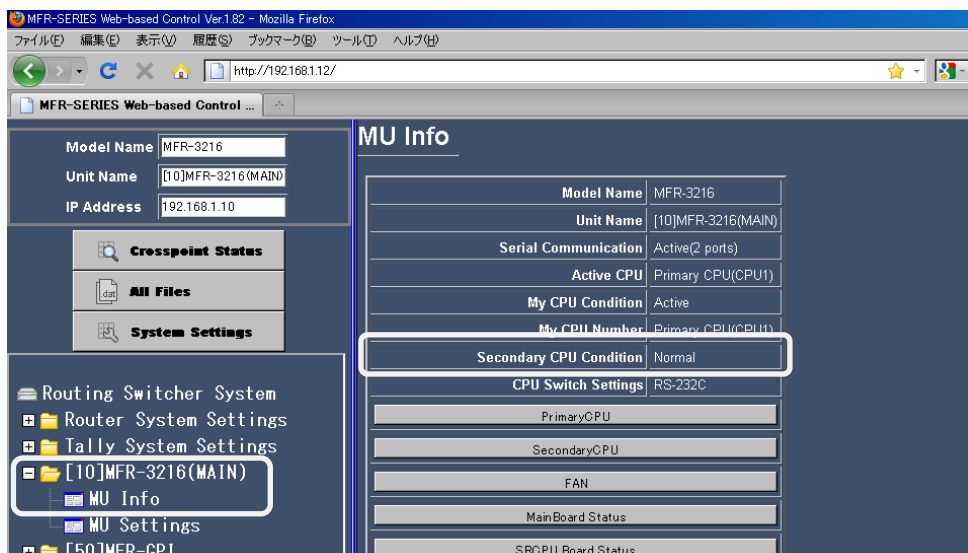 MFR-SERIES Web-based Control Ver.1.82 - Mozilla Firefox
ファイル(F) 編集(E) 表示(V) 履歴(S) ブックマーク(B) ツール(T) ヘルプ(H)
http://192.168.1.12/
MFR-SERIES Web-based Control ...
Model Name MFR-3216
Unit Name [10]MFR-3216(MAIN)
IP Address 192.168.1.10
Crosspoint Status
All Files
System Settings
Routing Switcher System
Router System Settings
Tally System Settings
[10]MFR-3216(MAIN)
MU Info
MU Settings
[50]MFR-GPI
MU Info
Model Name MFR-3216
Unit Name [10]MFR-3216(MAIN)
Serial Communication Active(2 ports)
Active CPU Primary CPU(CPU1)
My CPU Condition Active
My CPU Number Primary CPU(CPU1)
Secondary CPU Condition Normal
CPU Switch Settings RS-232C
PrimaryCPU
SecondaryCPU
FAN
MainBoard Status
SBCPU Board Status